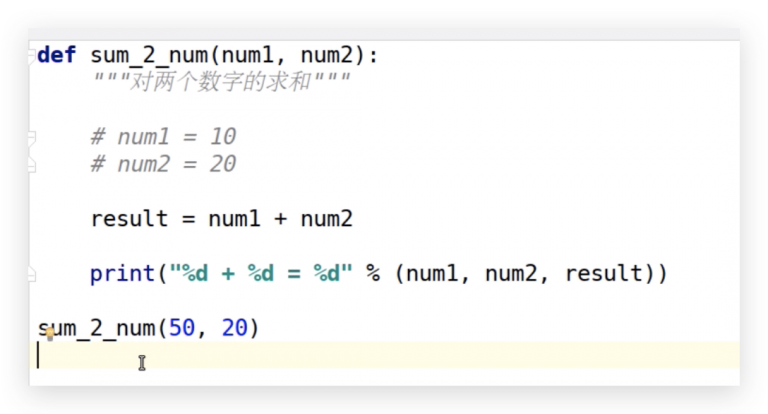 def sum_2_num(num1, num2):
"""对两个数字的求和"""
# num1 = 10
# num2 = 20
result = num1 + num2
print("%d + %d = %d" % (num1, num2, result))
sum_2_num(50, 20)